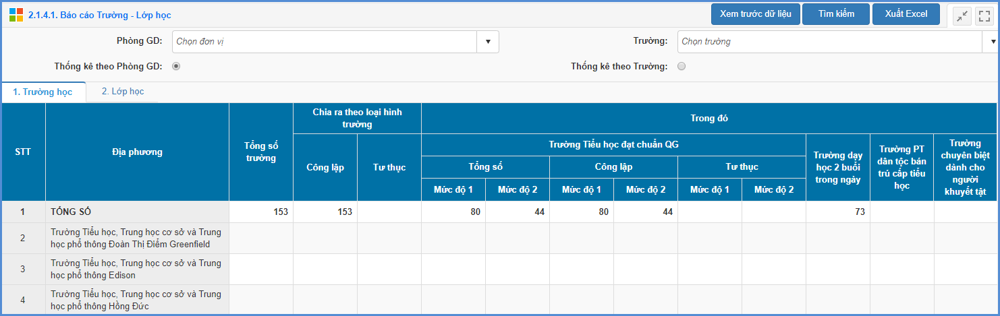 2.1.4.1. Báo cáo Trường - Lớp học
Xem trước dữ liệu
Tìm kiếm
Xuất Excel
Phòng GD:
Chọn đơn vị
Trường:
Chọn trường
Thống kê theo Phòng GD:
Thống kê theo Trường:
1. Trường học
2. Lớp học
STT
Địa phương
Tổng số
trường
Chia ra theo loại hình
trường
Trong đó
Công lập
Tư thục
Trường Tiểu học đạt chuẩn QG
Tổng số
Công lập
Tư thục
Mức độ 1
Mức độ 2
Mức độ 1
Mức độ 2
Mức độ 1
Mức độ 2
Trường dạy
học 2 buổi
trong ngày
Trường PT
dân tộc bán
trú cấp tiểu
học
Trường
chuyên biệt
dành cho
người
khuyết tật
1 TỔNG SỐ 153 153 80 44 80 44 73
2 Trường Tiểu học, Trung học cơ sở và Trung
học phổ thông Đoàn Thị Điểm Greenfield
3 Trường Tiểu học, Trung học cơ sở và Trung
học phổ thông Edison
4 Trường Tiểu học, Trung học cơ sở và Trung
học phổ thông Hồng Đức